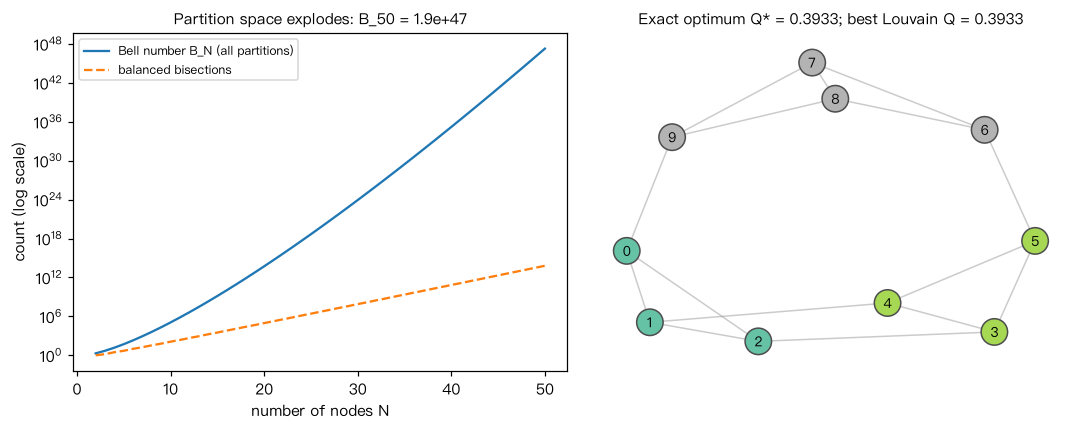 Partition space explodes: B_50 = 1.9e+47
Bell number B_N (all partitions)
balanced bisections
10^48
10^42
10^36
10^30
10^24
10^18
10^12
10^6
10^0
count (log scale)
0 10 20 30 40 50
number of nodes N
Exact optimum Q* = 0.3933; best Louvain Q = 0.3933
7
8
9
6
0
5
4
1
3
2